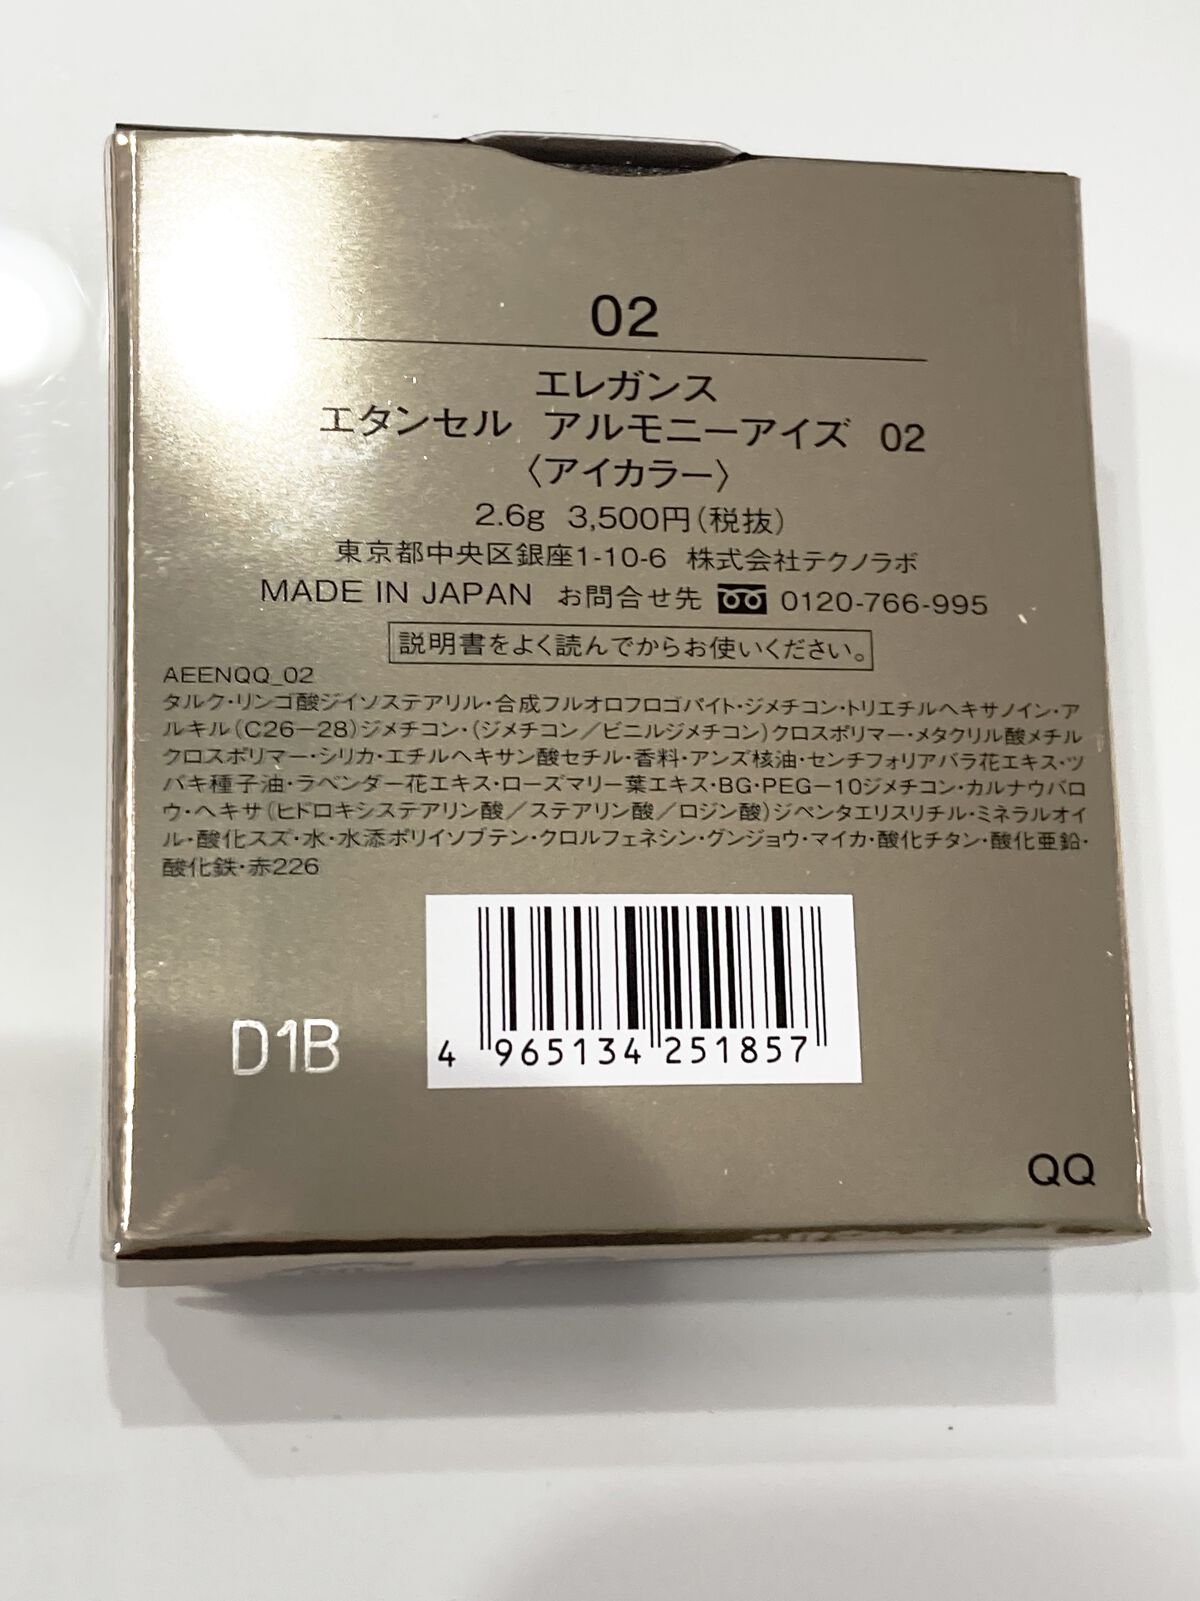 02
エレガンス
エタンセル アルモニーアイズ 02
〈アイカラー〉
2.6g 3,500円(税抜)
東京都中央区銀座1-10-6 株式会社テクノラボ
MADE IN JAPAN お問合せ先 0120-766-995
説明書をよく読んでからお使いください。
AEENQQ_02
タルク・リンゴ酸ジイソステアリル・合成フルオロフロゴパイト・ジメチコン・トリエチルヘキサノイン・ア
ルキル(C26-28)ジメチコン・(ジメチコン/ビニルジメチコン)クロスポリマー・メタクリル酸メチル
クロスポリマー・シリカ・エチルヘキサン酸セチル・香料・アンズ核油・センチフォリアバラ花エキス・ツ
バキ種子油・ラベンダー花エキス・ローズマリー葉エキス・BG・PEG-10ジメチコン・カルナウバロ
ウ・ヘキサ(ヒドロキシステアリン酸/ステアリン酸/ロジン酸)ジペンタエリスリチル・ミネラルオイ
ル・酸化スズ・水・水添ポリイソブテン・クロルフェネシン・グンジョウ・マイカ・酸化チタン・酸化亜鉛・
酸化鉄・赤226
D1B
4 965134 251857
QQ